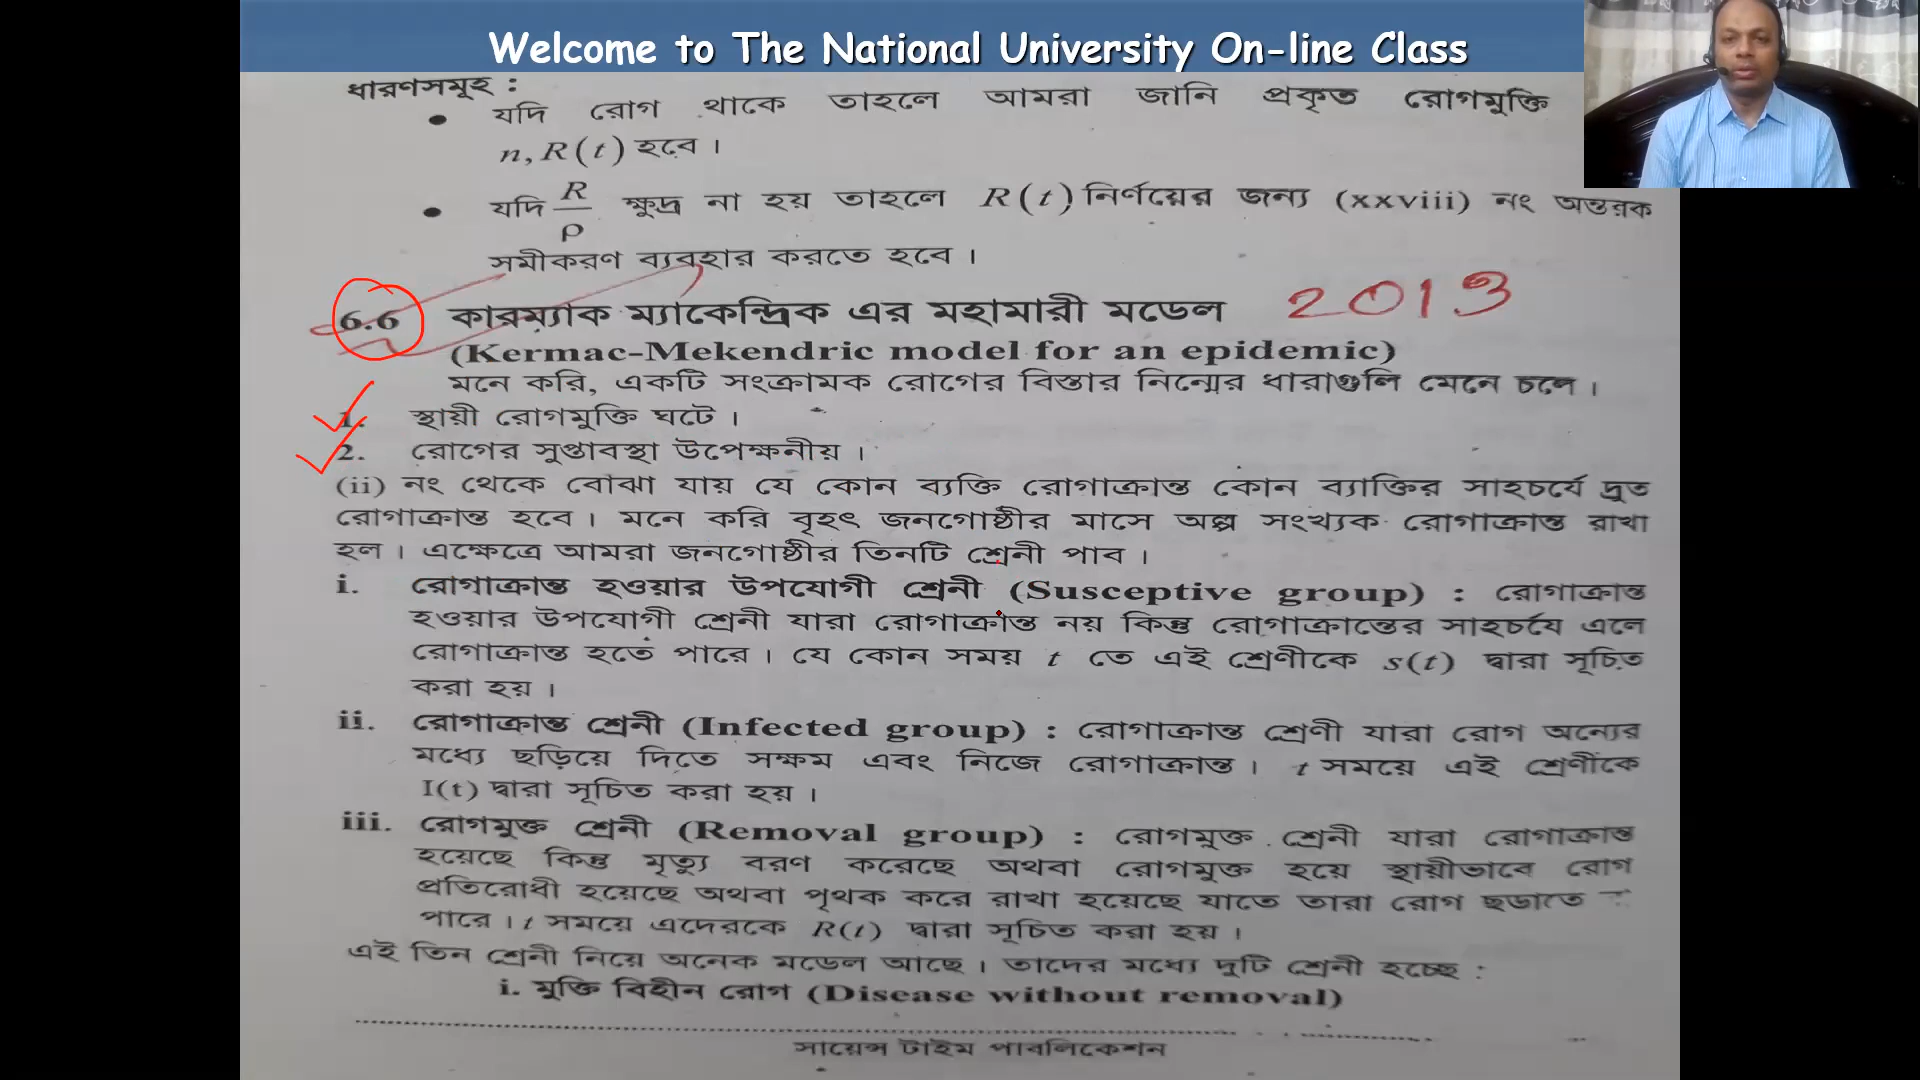 Welcome to The National University On-line Class
ধারণসমূহ :
• যদি রোগ থাকে তাহলে আমরা জানি প্রকৃত রোগমুক্তি
n, R(t) হবে।
• যদি R/ρ ক্ষুদ্র না হয় তাহলে R(t) নির্ণয়ের জন্য (xxviii) নং অন্তরক
সমীকরণ ব্যবহার করতে হবে।
6.6 কারম্যাক ম্যাকেন্দ্রিক এর মহামারী মডেল 2013
(Kermac-Mekendric model for an epidemic)
মনে করি, একটি সংক্রামক রোগের বিস্তার নিন্মের ধারাগুলি মেনে চলে।
1. স্থায়ী রোগমুক্তি ঘটে।
2. রোগের সুপ্তাবস্থা উপেক্ষনীয়।
(ii) নং থেকে বোঝা যায় যে কোন ব্যক্তি রোগাক্রান্ত কোন ব্যাক্তির সাহচর্যে দ্রুত
রোগাক্রান্ত হবে। মনে করি বৃহৎ জনগোষ্ঠীর মাসে অল্প সংখ্যক রোগাক্রান্ত রাখা
হল। এক্ষেত্রে আমরা জনগোষ্ঠীর তিনটি শ্রেনী পাব।
i. রোগাক্রান্ত হওয়ার উপযোগী শ্রেনী (Susceptive group) : রোগাক্রান্ত
হওয়ার উপযোগী শ্রেনী যারা রোগাক্রান্ত নয় কিন্তু রোগাক্রান্তের সাহচর্যে এলে
রোগাক্রান্ত হতে পারে। যে কোন সময় t তে এই শ্রেণীকে s(t) দ্বারা সূচিত
করা হয়।
ii. রোগাক্রান্ত শ্রেনী (Infected group) : রোগাক্রান্ত শ্রেণী যারা রোগ অন্যের
মধ্যে ছড়িয়ে দিতে সক্ষম এবং নিজে রোগাক্রান্ত। t সময়ে এই শ্রেণীকে
I(t) দ্বারা সূচিত করা হয়।
iii. রোগমুক্ত শ্রেনী (Removal group) : রোগমুক্ত শ্রেনী যারা রোগাক্রান্ত
হয়েছে কিন্তু মৃত্যু বরণ করেছে অথবা রোগমুক্ত হয়ে স্থায়ীভাবে রোগ
প্রতিরোধী হয়েছে অথবা পৃথক করে রাখা হয়েছে যাতে তারা রোগ ছড়াতে
পারে। t সময়ে এদেরকে R(t) দ্বারা সূচিত করা হয়।
এই তিন শ্রেনী নিয়ে অনেক মডেল আছে। তাদের মধ্যে দুটি শ্রেনী হচ্ছে :
i. মুক্তি বিহীন রোগ (Disease without removal)
সায়েন্স টাইম পাবলিকেশন